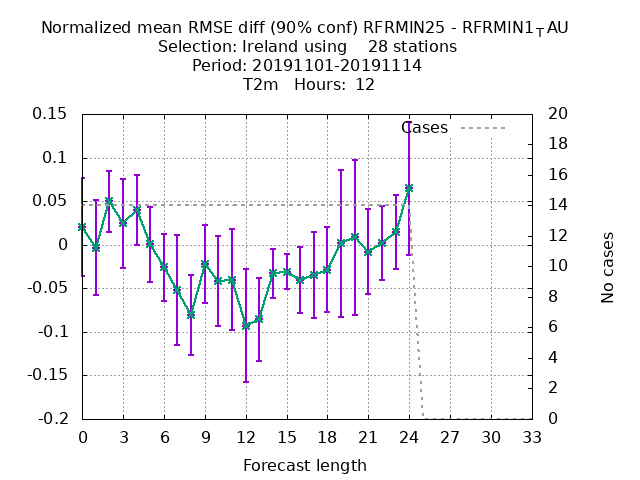 Normalized mean RMSE diff (90% conf) RFRMIN25 - RFRMIN1_TAU
Selection: Ireland using    28 stations
Period: 20191101-20191114
T2m   Hours:  12
Cases
0.15
0.1
0.05
0
-0.05
-0.1
-0.15
-0.2
20
18
16
14
12
10
8
6
4
2
0
No cases
0 3 6 9 12 15 18 21 24 27 30 33
Forecast length